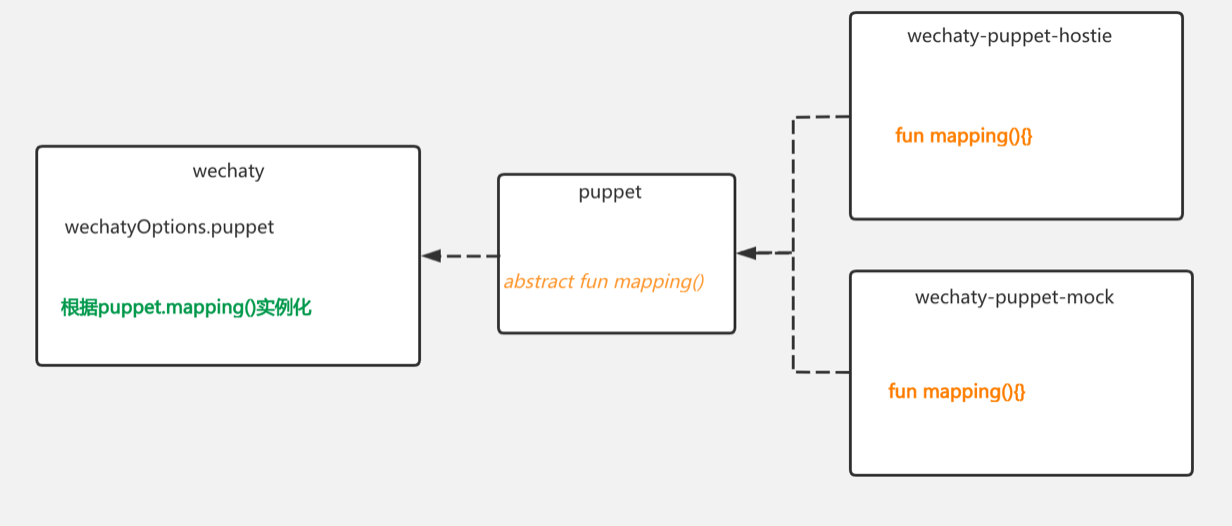 wechaty
wechatyOptions.puppet
根据puppet.mapping()实例化
puppet
abstract fun mapping()
wechaty-puppet-hostie
fun mapping(){}
wechaty-puppet-mock
fun mapping(){}